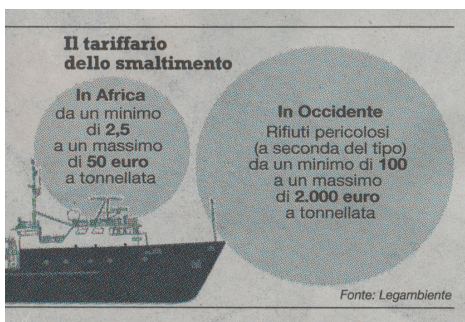 Il tariffario
dello smaltimento
In Africa
da un minimo
di 2,5
a un massimo
di 50 euro
a tonnellata
In Occidente
Rifiuti pericolosi
(a seconda del tipo)
da un minimo di 100
a un massimo
di 2.000 euro
a tonnellata
Fonte: Legambiente